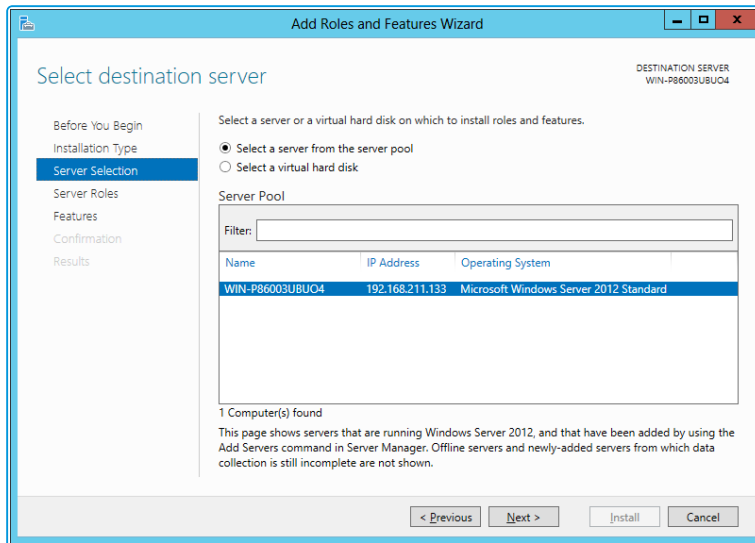 Add Roles and Features Wizard
Select destination server
DESTINATION SERVER
WIN-P86003UBUO4
Before You Begin
Installation Type
Server Selection
Server Roles
Features
Confirmation
Results
Select a server or a virtual hard disk on which to install roles and features.
Select a server from the server pool
Select a virtual hard disk
Server Pool
Filter:
Name IP Address Operating System
WIN-P86003UBUO4 192.168.211.133 Microsoft Windows Server 2012 Standard
1 Computer(s) found
This page shows servers that are running Windows Server 2012, and that have been added by using the
Add Servers command in Server Manager. Offline servers and newly-added servers from which data
collection is still incomplete are not shown.
< Previous Next > Install Cancel